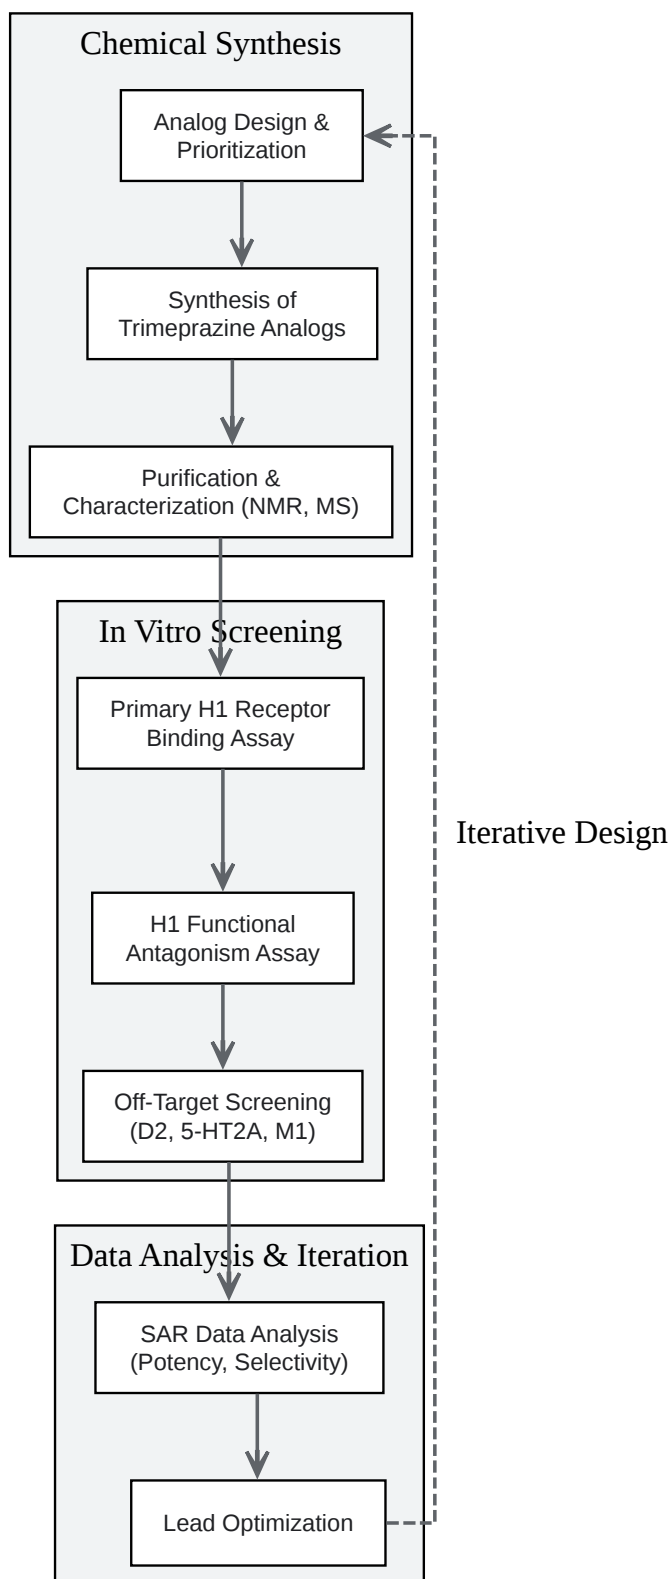 Chemical Synthesis
Analog Design &
Prioritization
Synthesis of
Trimeprazine Analogs
Purification &
Characterization (NMR, MS)
In Vitro Screening
Primary H1 Receptor
Binding Assay
Iterative Design
H1 Functional
Antagonism Assay
Off-Target Screening
(D2, 5-HT2A, M1)
Data Analysis & Iteration
SAR Data Analysis
(Potency, Selectivity)
Lead Optimization